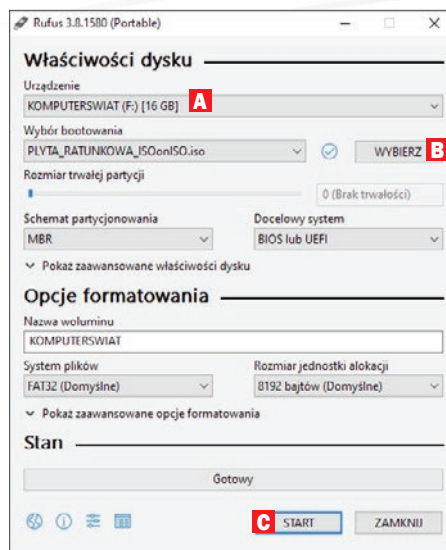 Rufus 3.8.1580 (Portable)
Właściwości dysku
Urządzenie
KOMPUTERSWIAT (F:) [16 GB] A
Wybór bootowania
PLYTA_RATUNKOWA_ISOonISO.iso WYBIERZ B
Rozmiar trwałej partycji
0 (Brak trwałości)
Schemat partycjonowania Docelowy system
MBR BIOS lub UEFI
Pokaż zaawansowane właściwości dysku
Opcje formatowania
Nazwa woluminu
KOMPUTERSWIAT
System plików Rozmiar jednostki alokacji
FAT32 (Domyślne) 8192 bajtów (Domyślne)
Pokaż zaawansowane opcje formatowania
Stan
Gotowy
C START ZAMKNIJ